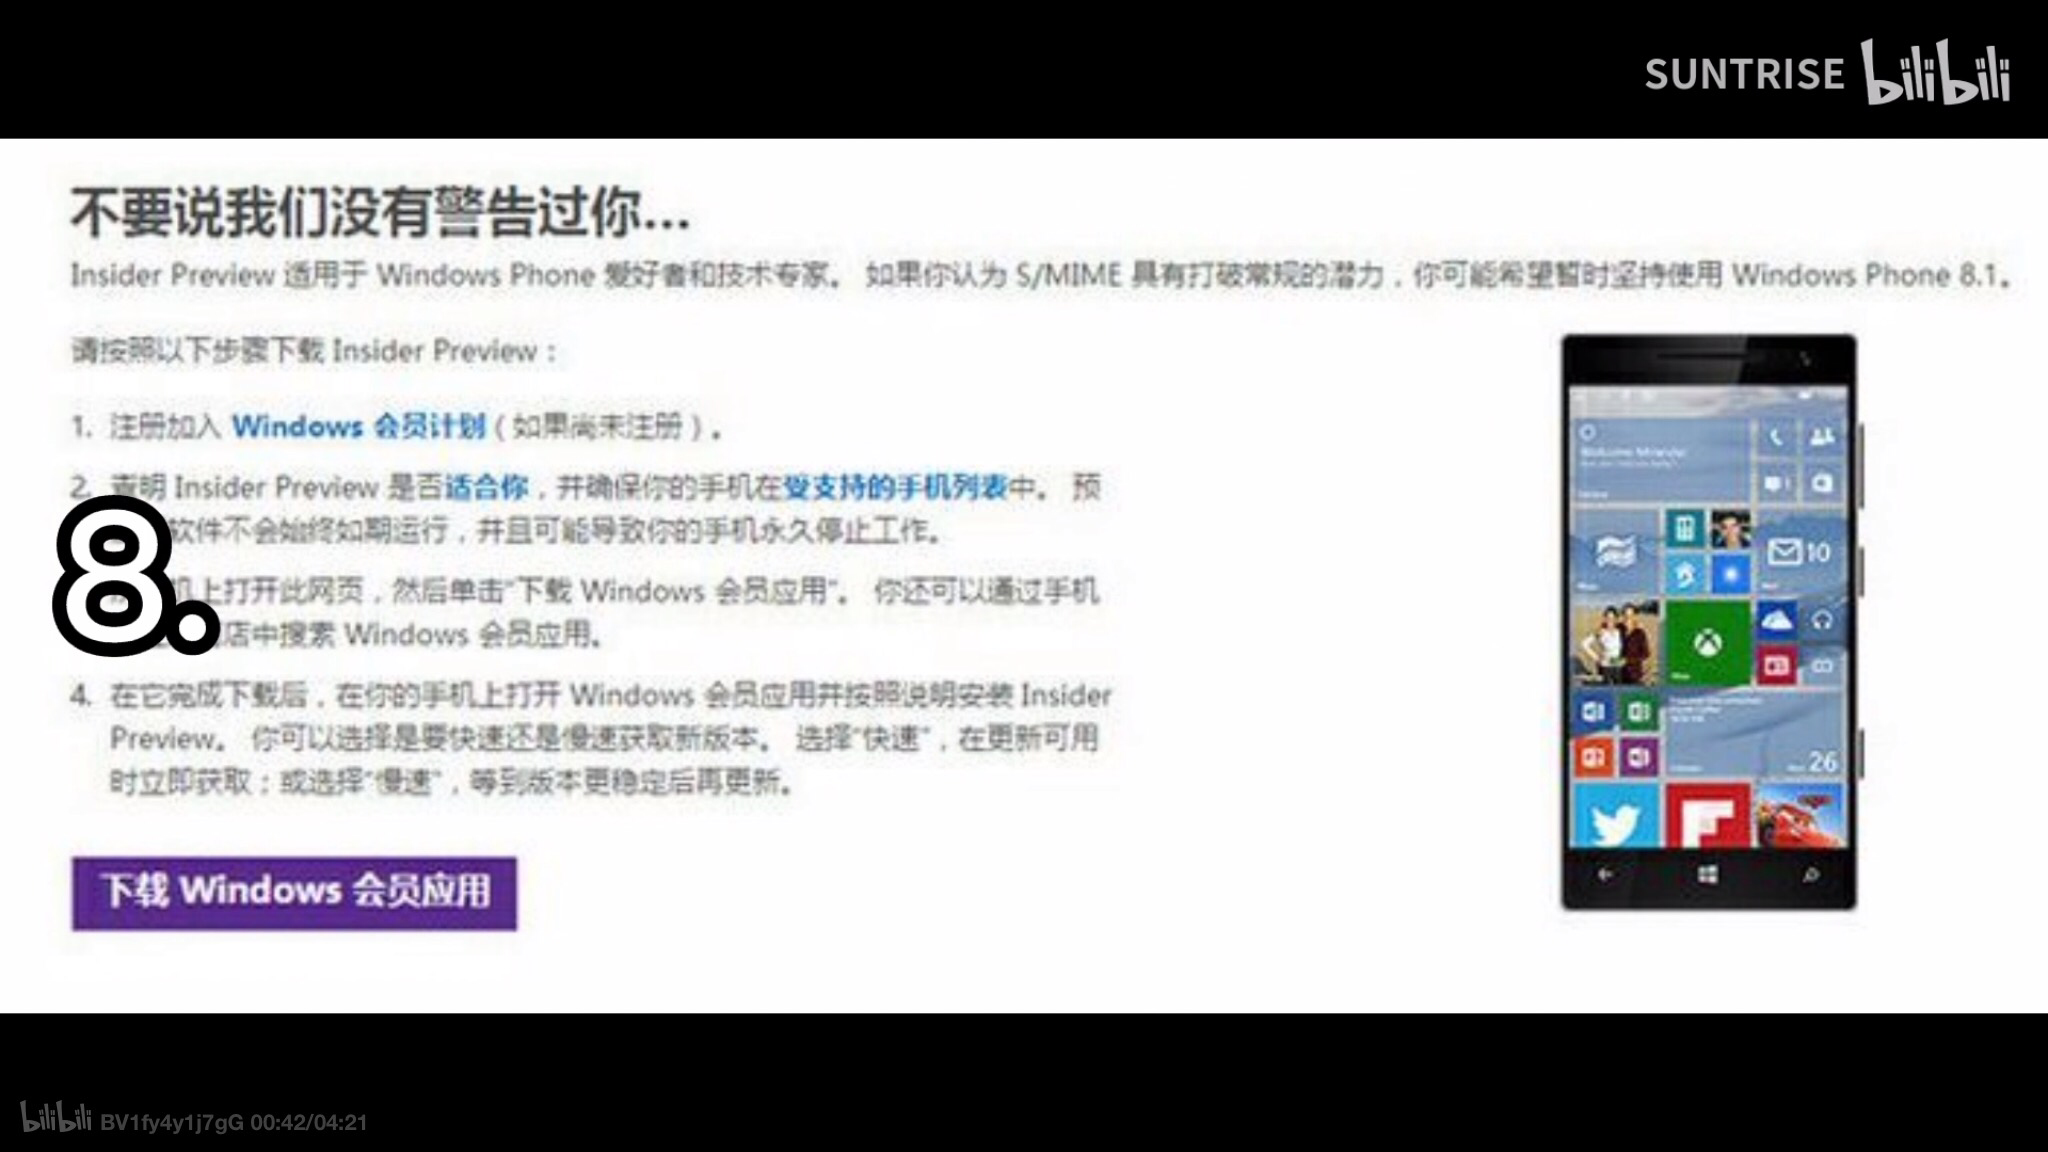 SUNTRISE bilibili
不要说我们没有警告过你...
Insider Preview 适用于 Windows Phone 爱好者和技术专家。 如果你认为 S/MIME 具有打破常规的潜力，你可能希望暂时坚持使用 Windows Phone 8.1。
请按照以下步骤下载 Insider Preview：
1. 注册加入 Windows 会员计划（如果尚未注册）。
2. 查明 Insider Preview 是否适合你，并确保你的手机在受支持的手机列表中。 预
软件不会始终如期运行，并且可能导致你的手机永久停止工作。
8.
机上打开此网页，然后单击“下载 Windows 会员应用”。 你还可以通过手机
店中搜索 Windows 会员应用。
4. 在它完成下载后，在你的手机上打开 Windows 会员应用并按照说明安装 Insider
Preview。 你可以选择是要快速还是慢速获取新版本。 选择“快速”，在更新可用
时立即获取；或选择“慢速”，等到版本更稳定后再更新。
下载 Windows 会员应用
10
26
bilibili BV1fy4y1j7gG 00:42/04:21